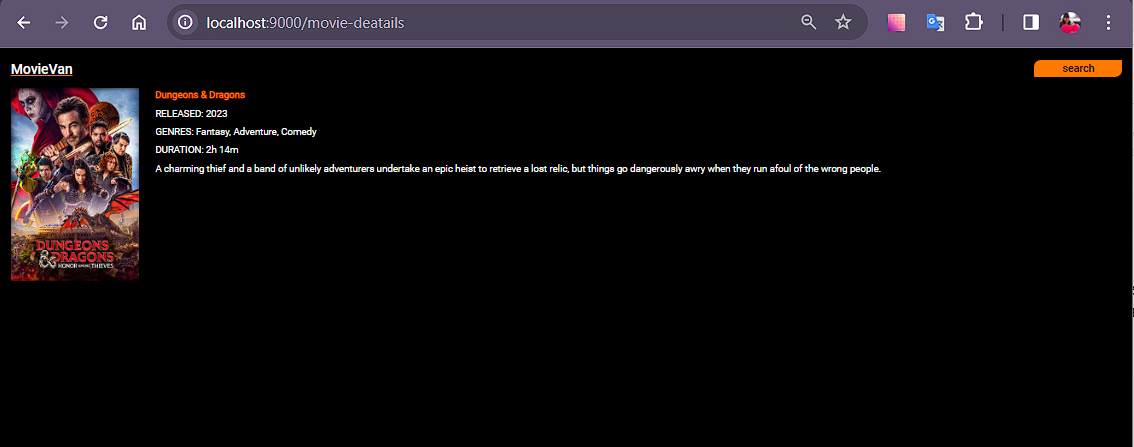 localhost:9000/movie-deatails
MovieVan
search
Dungeons & Dragons
RELEASED: 2023
GENRES: Fantasy, Adventure, Comedy
DURATION: 2h 14m
A charming thief and a band of unlikely adventurers undertake an epic heist to retrieve a lost relic, but things go dangerously awry when they run afoul of the wrong people.
DUNGEONS
& DRAGONS
HONOR AMONG THIEVES